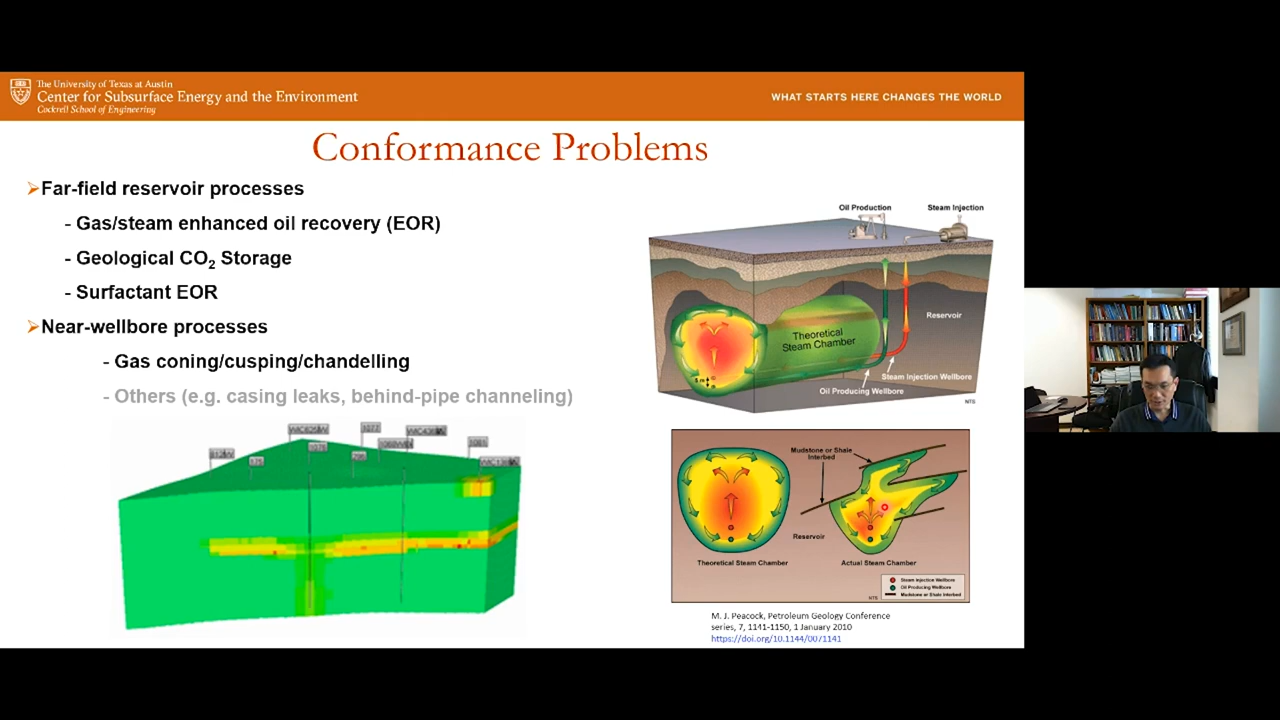 The University of Texas at Austin
Center for Subsurface Energy and the Environment
Cockrell School of Engineering
WHAT STARTS HERE CHANGES THE WORLD
Conformance Problems
Far-field reservoir processes
- Gas/steam enhanced oil recovery (EOR)
- Geological CO2 Storage
- Surfactant EOR
Near-wellbore processes
- Gas coning/cusping/chandelling
- Others (e.g. casing leaks, behind-pipe channeling)
Oil Production
Steam Injection
Reservoir
Theoretical
Steam Chamber
Steam Injection Wellbore
Oil Producing Wellbore
5 m
NTS
1077
1081
Mudstone or Shale
Interbed
Reservoir
Theoretical Steam Chamber
Actual Steam Chamber
Steam Injection Wellbore
Oil Producing Wellbore
Mudstone or Shale Interbed
NTS
M. J. Peacock, Petroleum Geology Conference
series, 7, 1141-1150, 1 January 2010
https://doi.org/10.1144/0071141